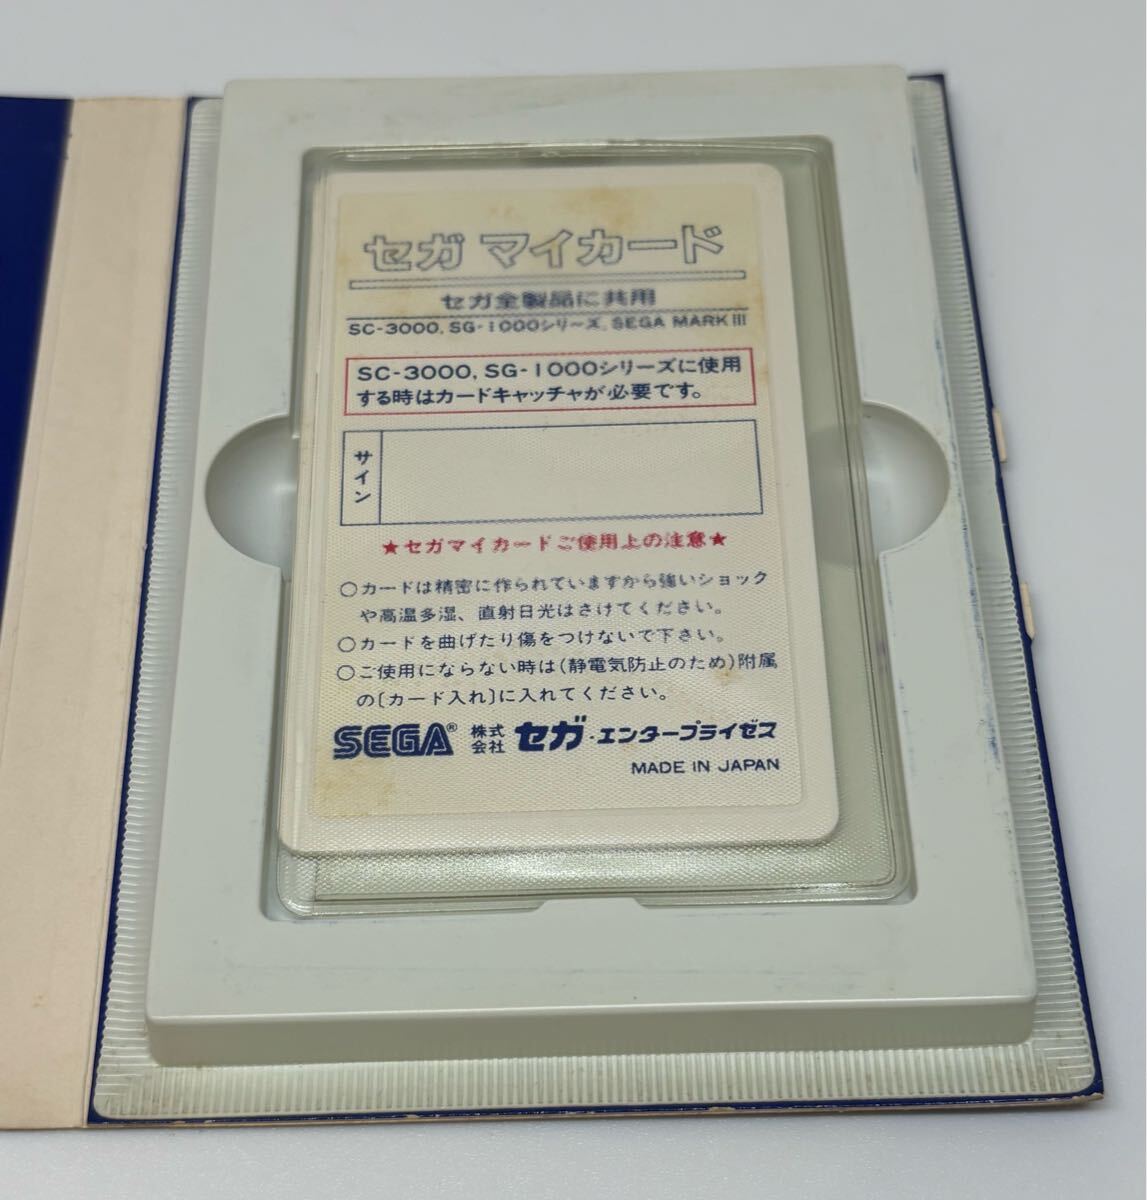 セガ マイカード
セガ全製品に共用
SC-3000, SG-1000シリーズ, SEGA MARK III
SC-3000, SG-1000シリーズに使用
する時はカードキャッチャが必要です。
サイン
★セガマイカードご使用上の注意★
○カードは精密に作られていますから強いショック
や高温多湿、直射日光はさけてください。
○カードを曲げたり傷をつけないで下さい。
○ご使用にならない時は(静電気防止のため)附属
の〔カード入れ〕に入れてください。
SEGA® 株式会社 セガ・エンタープライゼス
MADE IN JAPAN